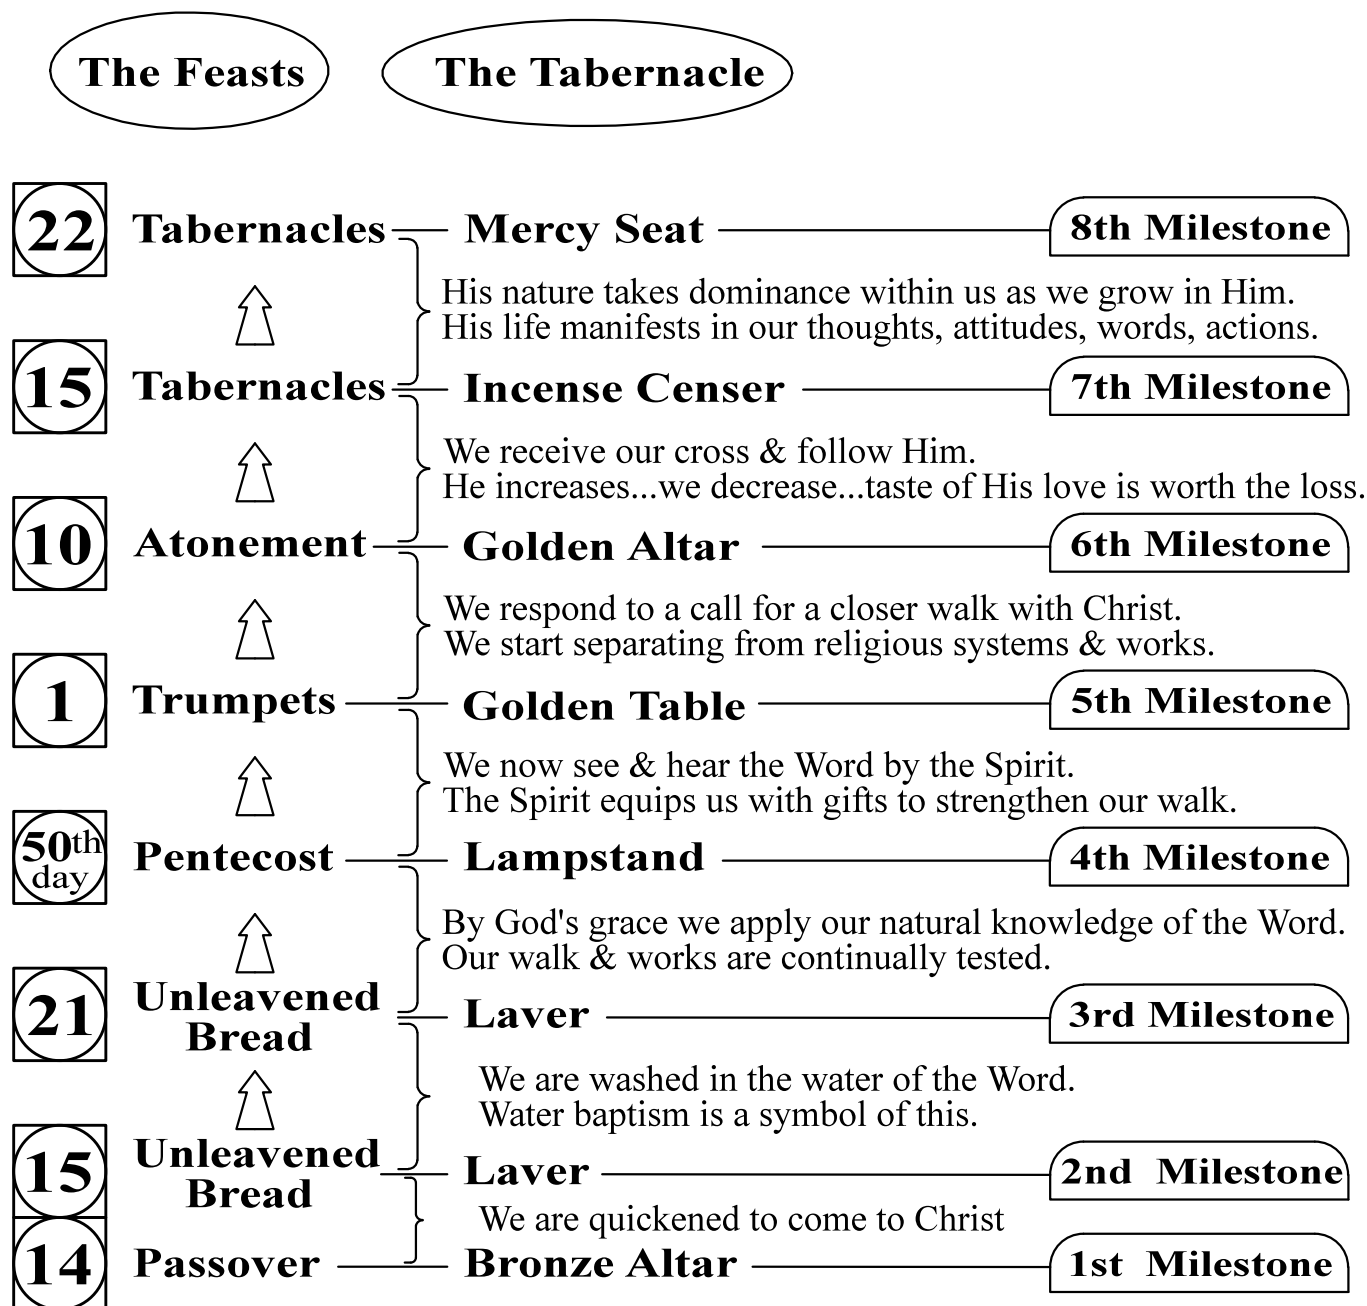 The Feasts The Tabernacle
22 Tabernacles Mercy Seat 8th Milestone
His nature takes dominance within us as we grow in Him.
His life manifests in our thoughts, attitudes, words, actions.
15 Tabernacles Incense Censer 7th Milestone
We receive our cross & follow Him.
He increases...we decrease...taste of His love is worth the loss.
10 Atonement Golden Altar 6th Milestone
We respond to a call for a closer walk with Christ.
We start separating from religious systems & works.
1 Trumpets Golden Table 5th Milestone
We now see & hear the Word by the Spirit.
The Spirit equips us with gifts to strengthen our walk.
50th
day
Pentecost Lampstand 4th Milestone
By God's grace we apply our natural knowledge of the Word.
Our walk & works are continually tested.
21 Unleavened
Bread
Laver 3rd Milestone
We are washed in the water of the Word.
Water baptism is a symbol of this.
15 Unleavened
Bread
Laver 2nd Milestone
We are quickened to come to Christ
14 Passover Bronze Altar 1st Milestone